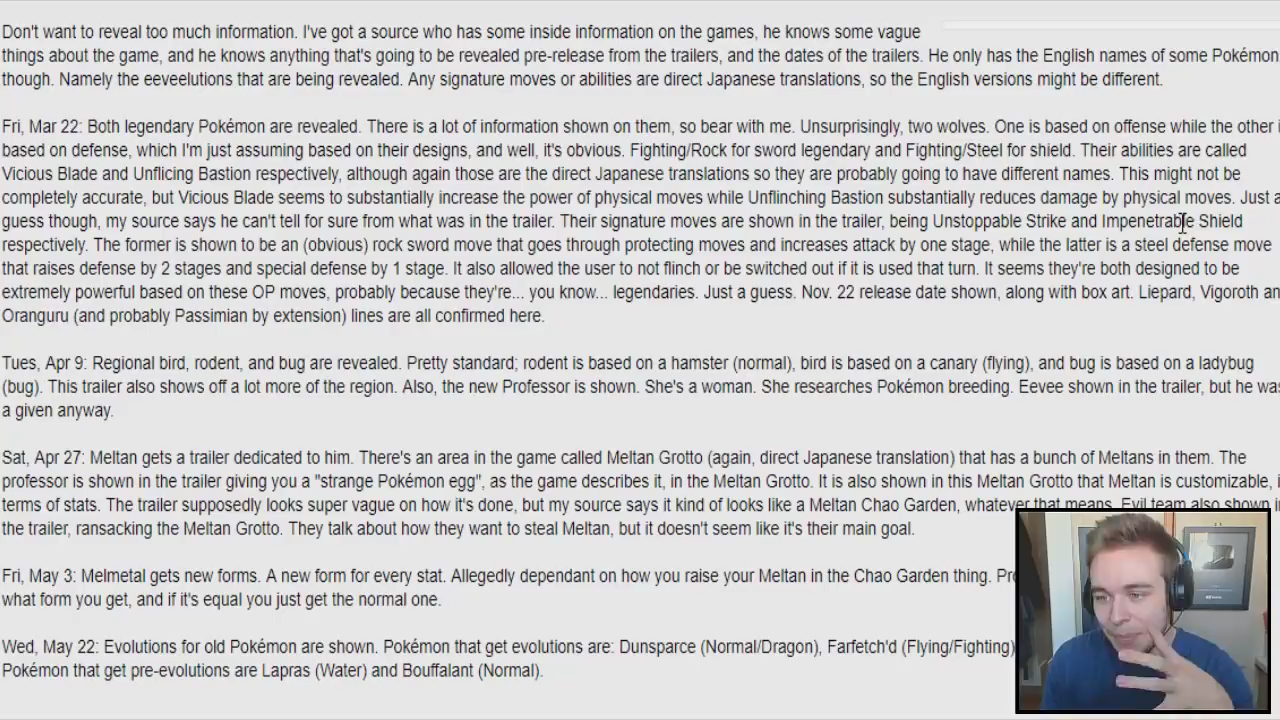 Don't want to reveal too much information. I've got a source who has some inside information on the games, he knows some vague
things about the game, and he knows anything that's going to be revealed pre-release from the trailers, and the dates of the trailers. He only has the English names of some Pokémon
though. Namely the eeveelutions that are being revealed. Any signature moves or abilities are direct Japanese translations, so the English versions might be different.
Fri, Mar 22: Both legendary Pokémon are revealed. There is a lot of information shown on them, so bear with me. Unsurprisingly, two wolves. One is based on offense while the other i
based on defense, which I'm just assuming based on their designs, and well, it's obvious. Fighting/Rock for sword legendary and Fighting/Steel for shield. Their abilities are called
Vicious Blade and Unflicing Bastion respectively, although again those are the direct Japanese translations so they are probably going to have different names. This might not be
completely accurate, but Vicious Blade seems to substantially increase the power of physical moves while Unflinching Bastion substantially reduces damage by physical moves. Just a
guess though, my source says he can't tell for sure from what was in the trailer. Their signature moves are shown in the trailer, being Unstoppable Strike and Impenetrable Shield
respectively. The former is shown to be an (obvious) rock sword move that goes through protecting moves and increases attack by one stage, while the latter is a steel defense move
that raises defense by 2 stages and special defense by 1 stage. It also allowed the user to not flinch or be switched out if it is used that turn. It seems they're both designed to be
extremely powerful based on these OP moves, probably because they're... you know... legendaries. Just a guess. Nov. 22 release date shown, along with box art. Liepard, Vigoroth an
Oranguru (and probably Passimian by extension) lines are all confirmed here.
Tues, Apr 9: Regional bird, rodent, and bug are revealed. Pretty standard; rodent is based on a hamster (normal), bird is based on a canary (flying), and bug is based on a ladybug
(bug). This trailer also shows off a lot more of the region. Also, the new Professor is shown. She's a woman. She researches Pokémon breeding. Eevee shown in the trailer, but he was
a given anyway.
Sat, Apr 27: Meltan gets a trailer dedicated to him. There's an area in the game called Meltan Grotto (again, direct Japanese translation) that has a bunch of Meltans in them. The
professor is shown in the trailer giving you a "strange Pokémon egg", as the game describes it, in the Meltan Grotto. It is also shown in this Meltan Grotto that Meltan is customizable, i
terms of stats. The trailer supposedly looks super vague on how it's done, but my source says it kind of looks like a Meltan Chao Garden, whatever that means. Evil team also shown in
the trailer, ransacking the Meltan Grotto. They talk about how they want to steal Meltan, but it doesn't seem like it's their main goal.
Fri, May 3: Melmetal gets new forms. A new form for every stat. Allegedly dependant on how you raise your Meltan in the Chao Garden thing.
what form you get, and if it's equal you just get the normal one.
Wed, May 22: Evolutions for old Pokémon are shown. Pokémon that get evolutions are: Dunsparce (Normal/Dragon), Farfetch'd (Flying/Fighting)
Pokémon that get pre-evolutions are Lapras (Water) and Bouffalant (Normal).